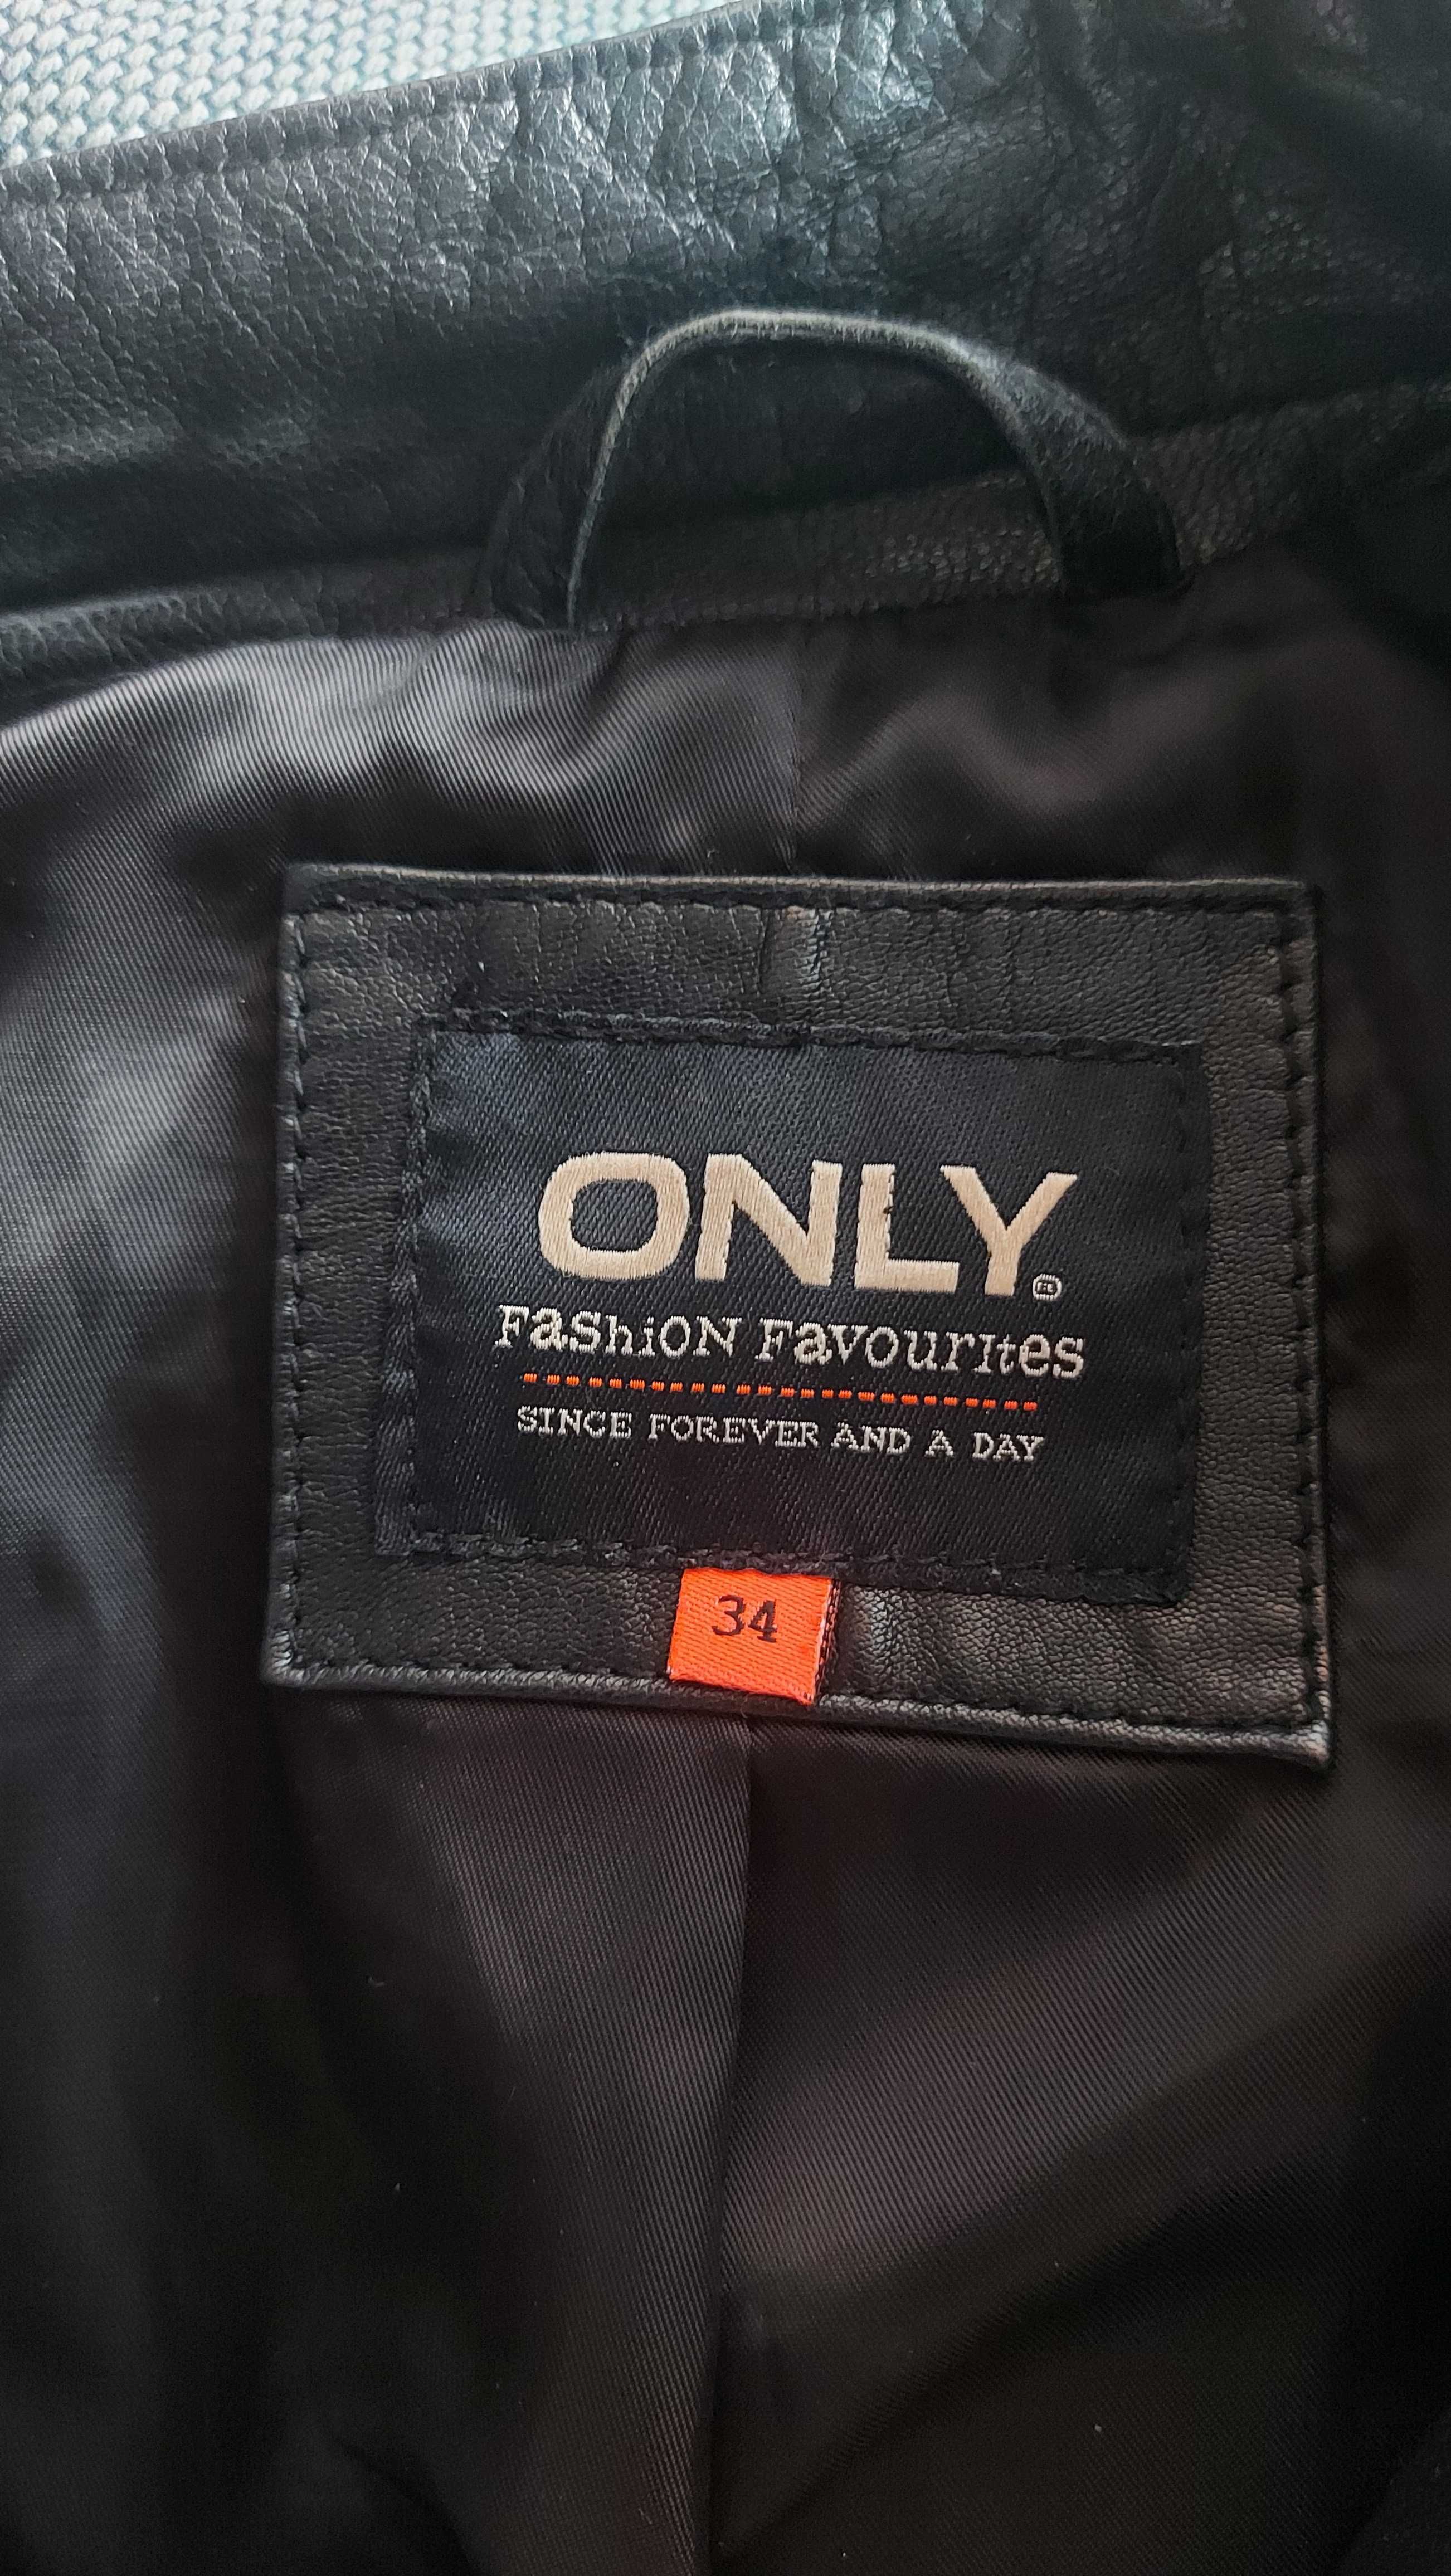 ONLY®
Fashion Favourites
SINCE FOREVER AND A DAY
34